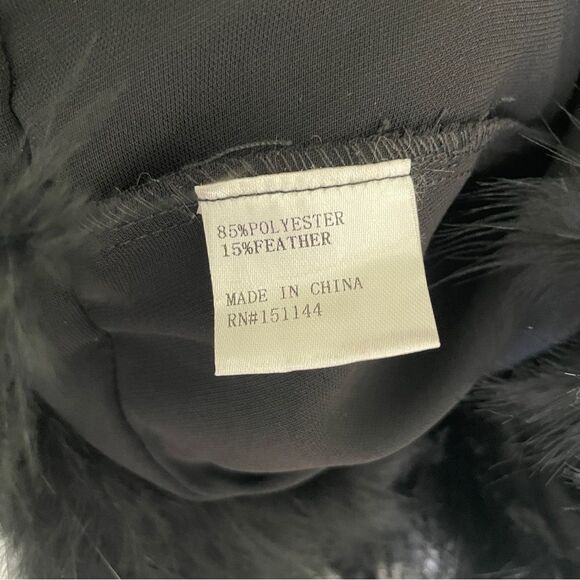 85%POLYESTER
15%FEATHER
MADE IN CHINA
RN#151144